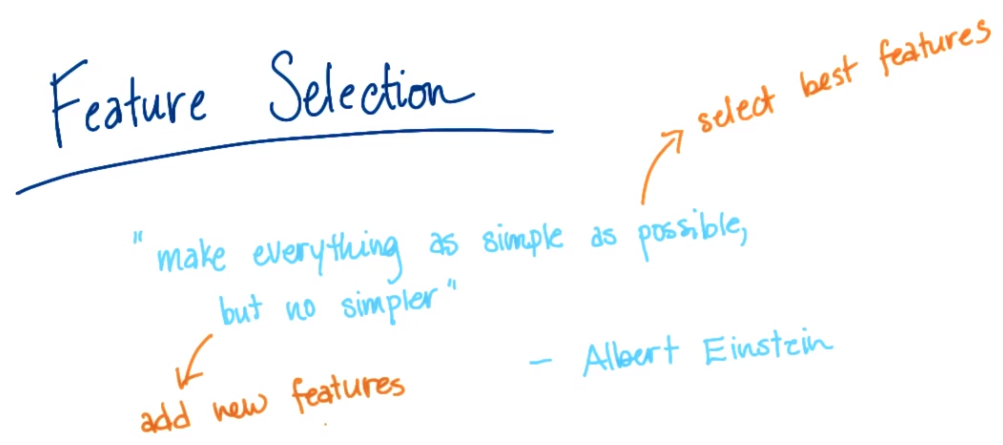 Feature Selection
select best features
"make everything as simple as possible,
but no simpler"
- Albert Einstein
add new features